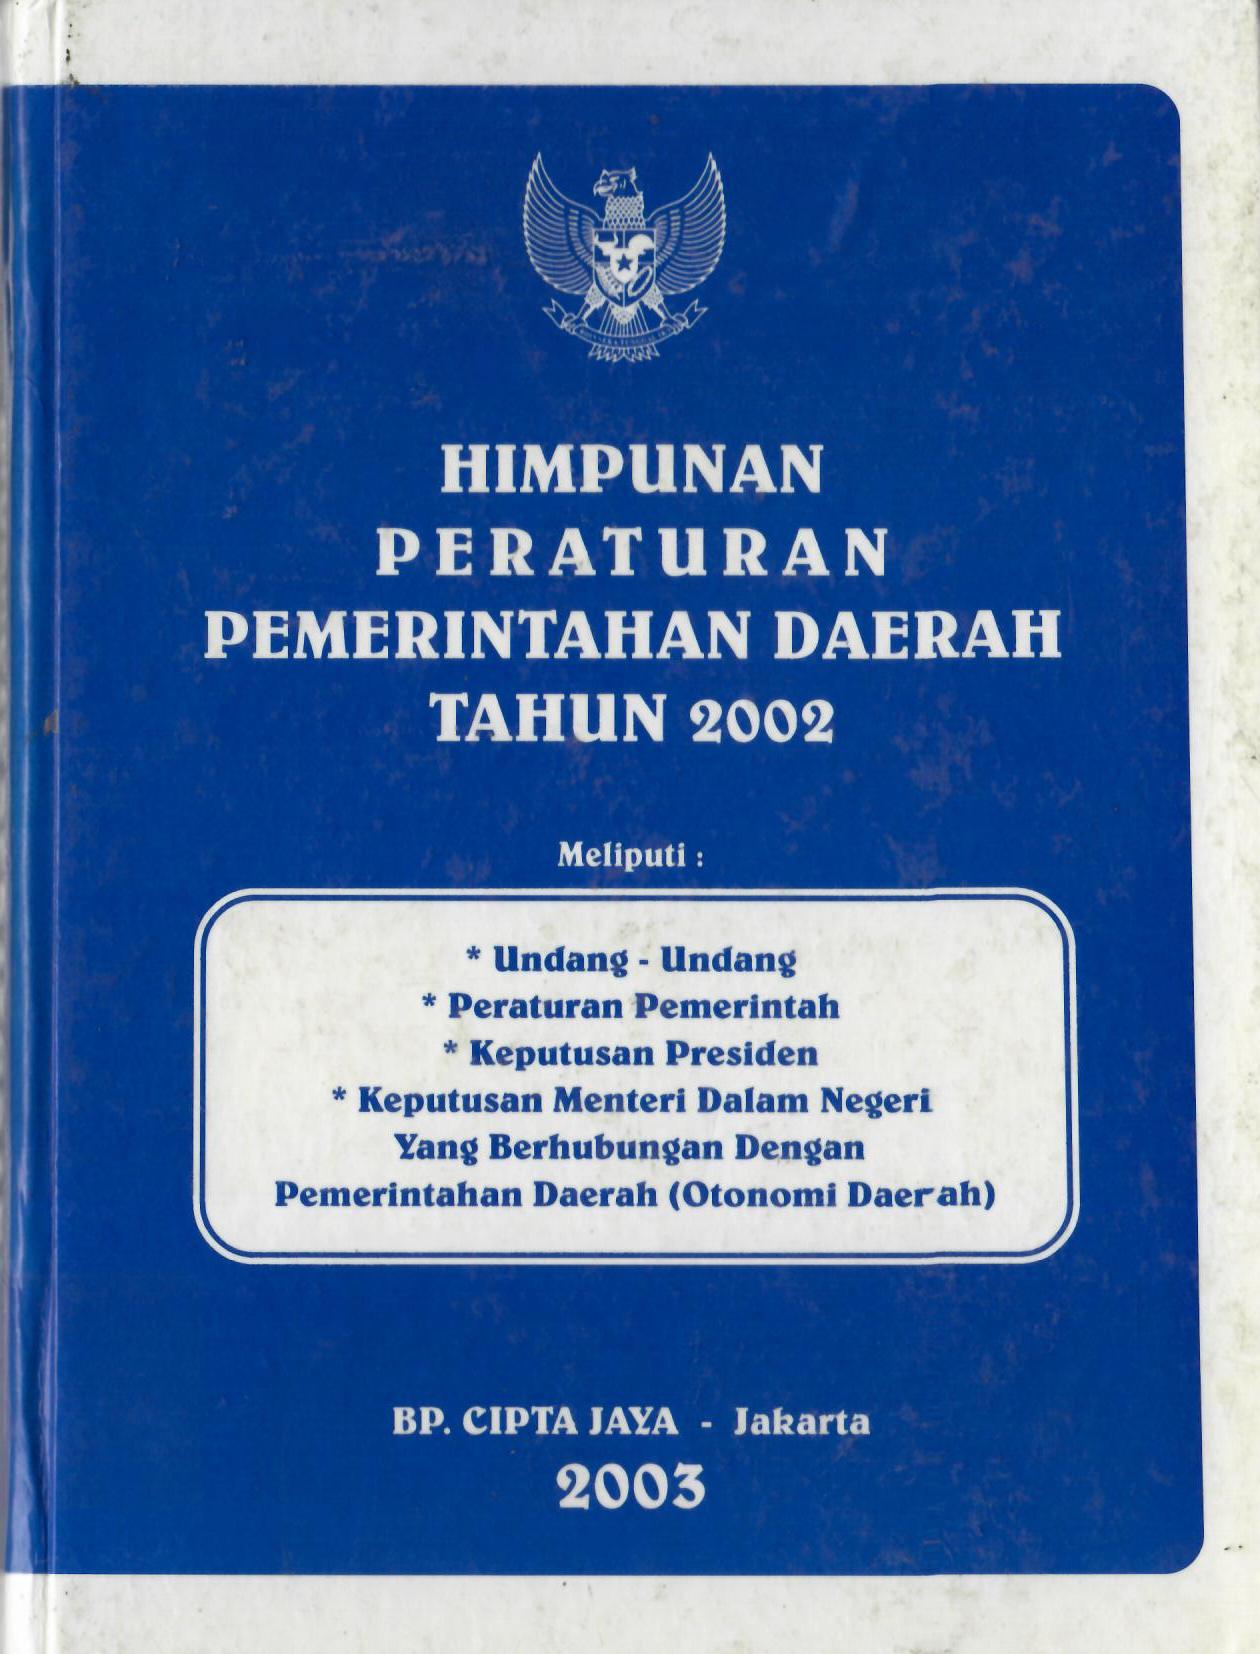 HIMPUNAN
PERATURAN
PEMERINTAHAN DAERAH
TAHUN 2002
Meliputi :
* Undang - Undang
* Peraturan Pemerintah
* Keputusan Presiden
* Keputusan Menteri Dalam Negeri
Yang Berhubungan Dengan
Pemerintahan Daerah (Otonomi Daerah)
BP. CIPTA JAYA - Jakarta
2003